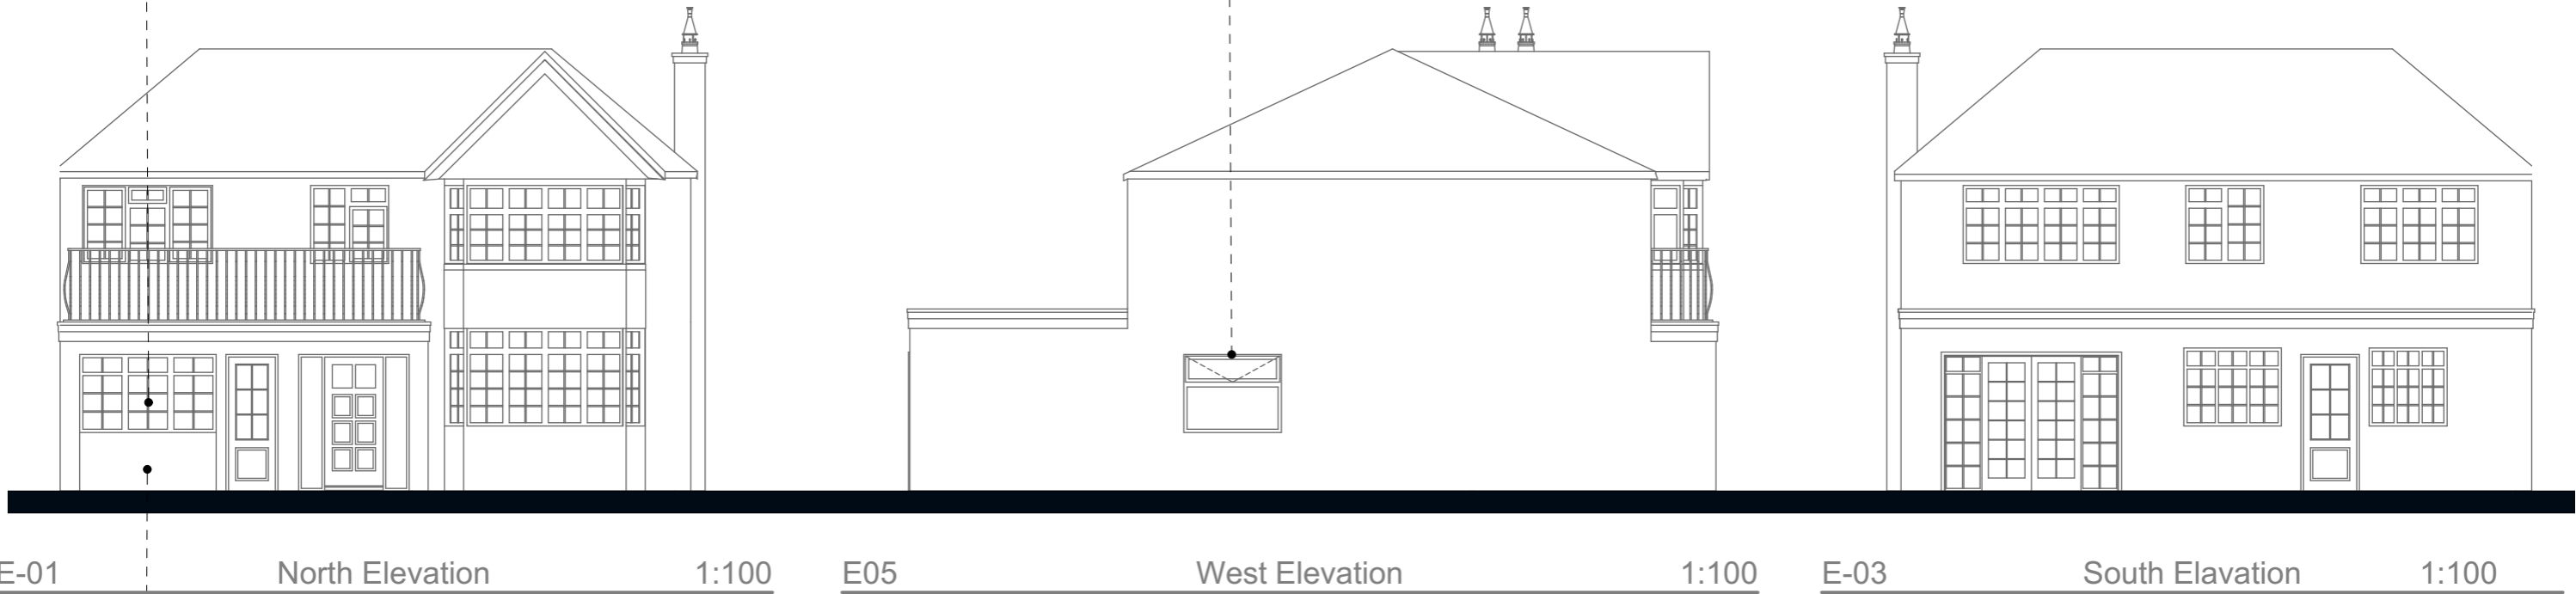 E-01 North Elevation 1:100
E05 West Elevation 1:100
E-03 South Elavation 1:100